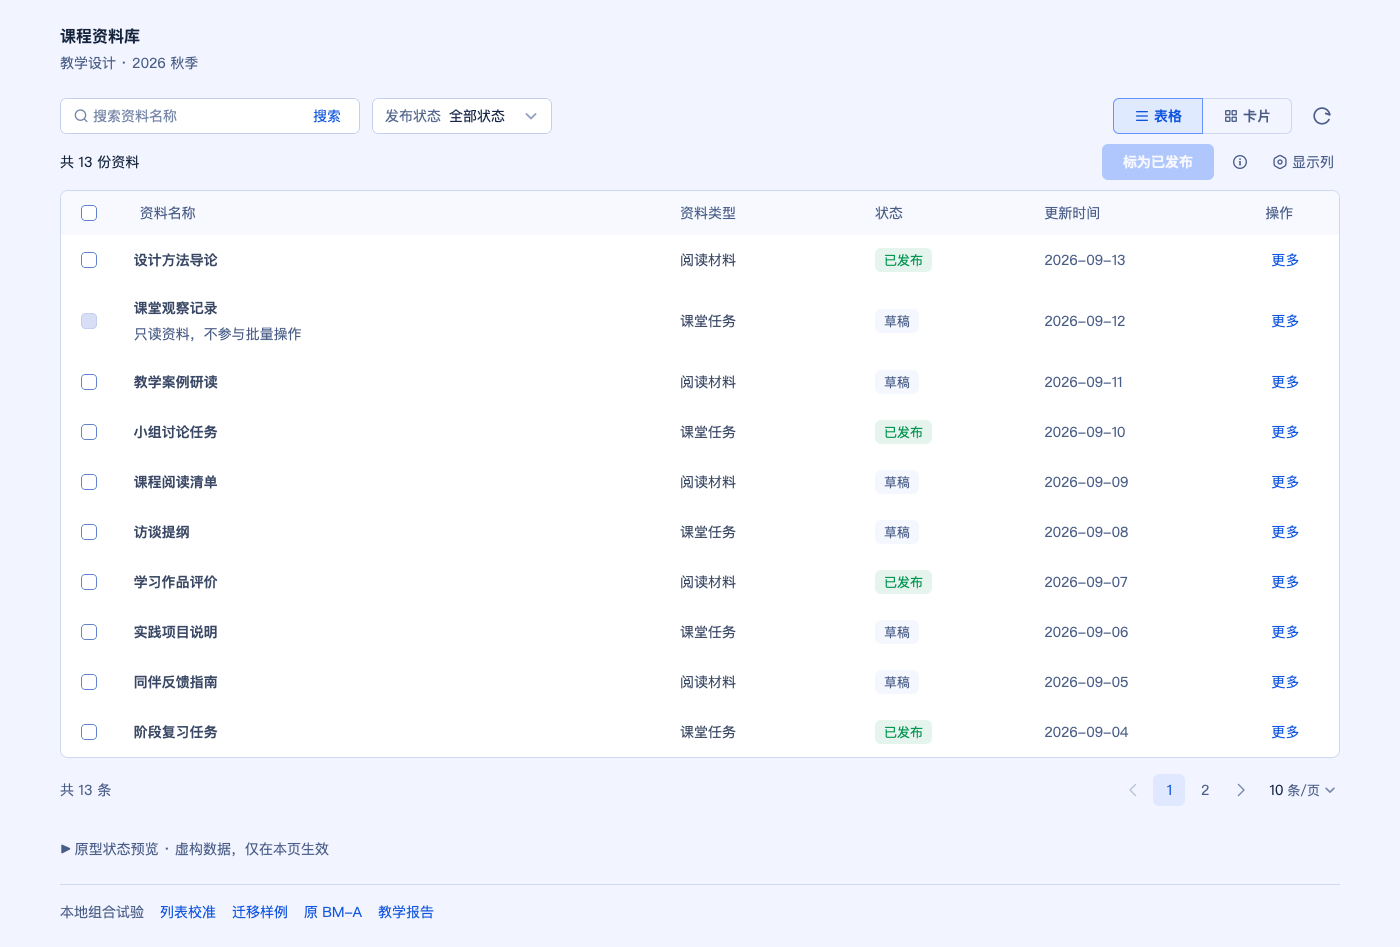 课程资料库
教学设计 · 2026 秋季
搜索资料名称 搜索 发布状态 全部状态 表格 卡片
共 13 份资料 标为已发布 显示列
资料名称 资料类型 状态 更新时间 操作
设计方法导论 阅读材料 已发布 2026-09-13 更多
课堂观察记录
只读资料，不参与批量操作 课堂任务 草稿 2026-09-12 更多
教学案例研读 阅读材料 草稿 2026-09-11 更多
小组讨论任务 课堂任务 已发布 2026-09-10 更多
课程阅读清单 阅读材料 草稿 2026-09-09 更多
访谈提纲 课堂任务 草稿 2026-09-08 更多
学习作品评价 阅读材料 已发布 2026-09-07 更多
实践项目说明 课堂任务 草稿 2026-09-06 更多
同伴反馈指南 阅读材料 草稿 2026-09-05 更多
阶段复习任务 课堂任务 已发布 2026-09-04 更多
共 13 条 1 2 10 条/页
原型状态预览 · 虚构数据，仅在本页生效
本地组合试验 列表校准 迁移样例 原 BM-A 教学报告